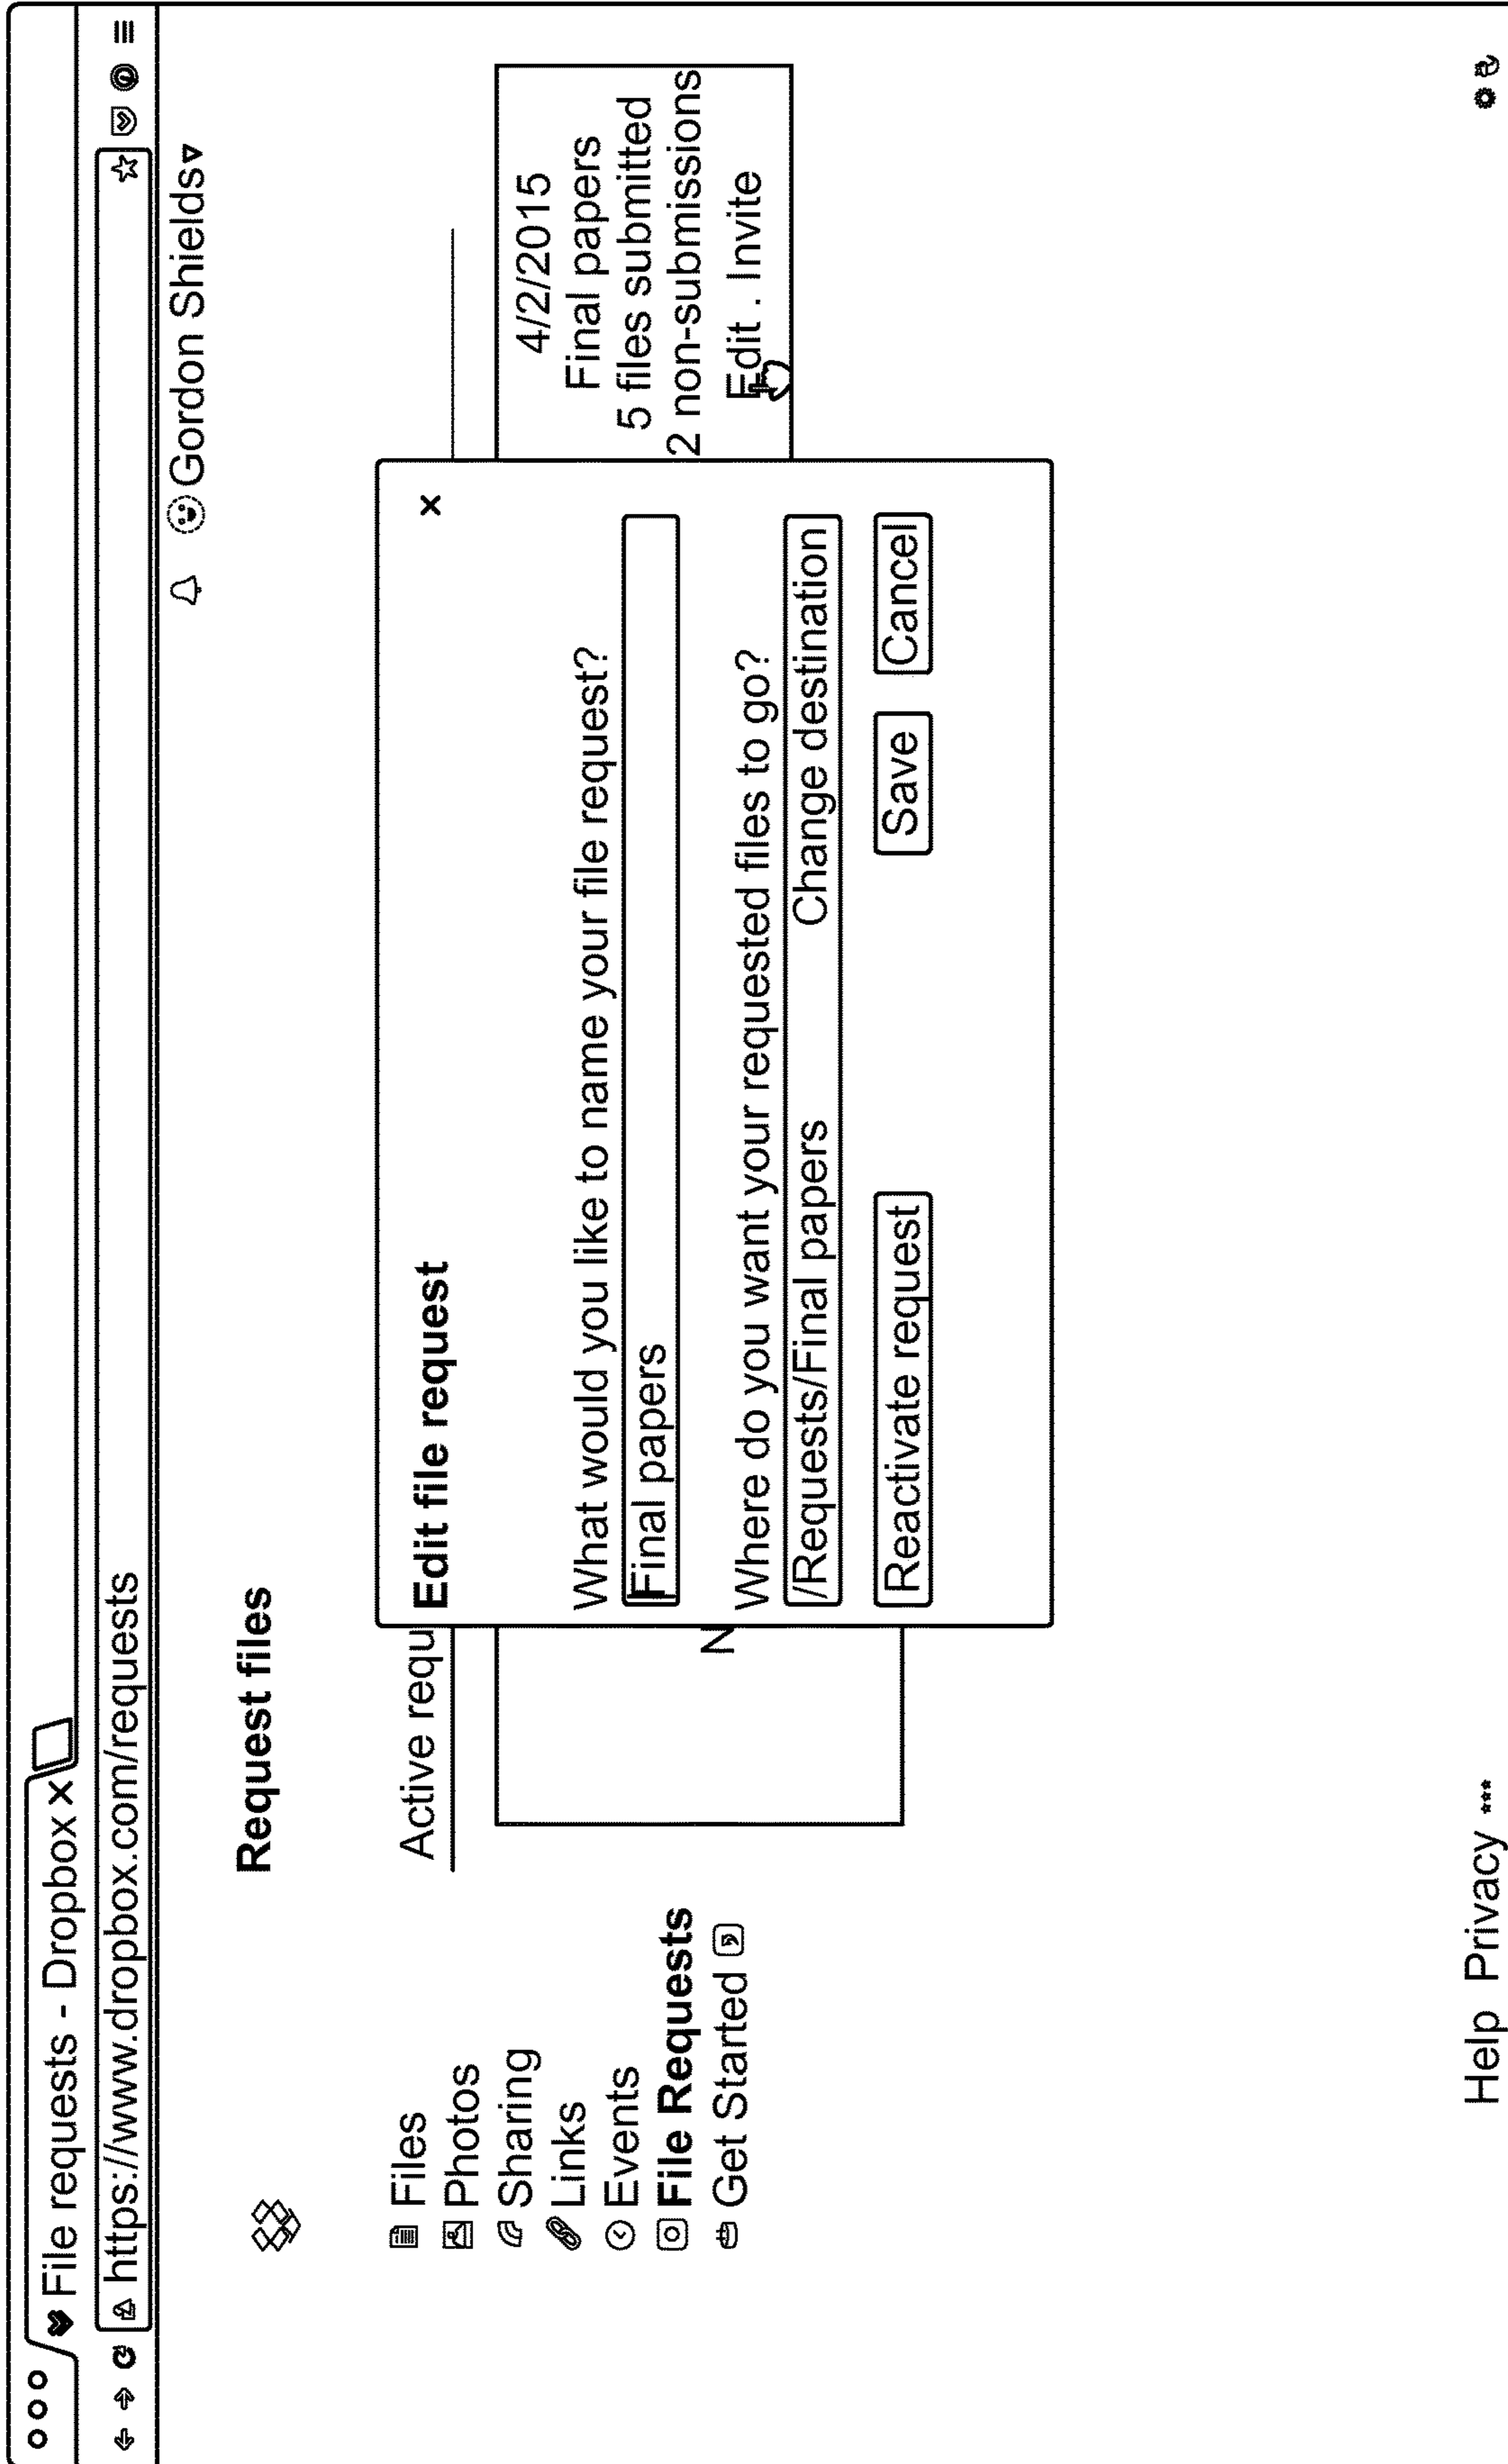 File requests - Dropbox
https://www.dropbox.com/requests
Gordon Shields
Request files
Files
Photos
Sharing
Links
Events
File Requests
Get Started
Active requ
N
Edit file request
×
What would you like to name your file request?
Final papers
Where do you want your requested files to go?
/Requests/Final papers Change destination
Reactivate request Save Cancel
4/2/2015
Final papers
5 files submitted
2 non-submissions
Edit . Invite
Help Privacy